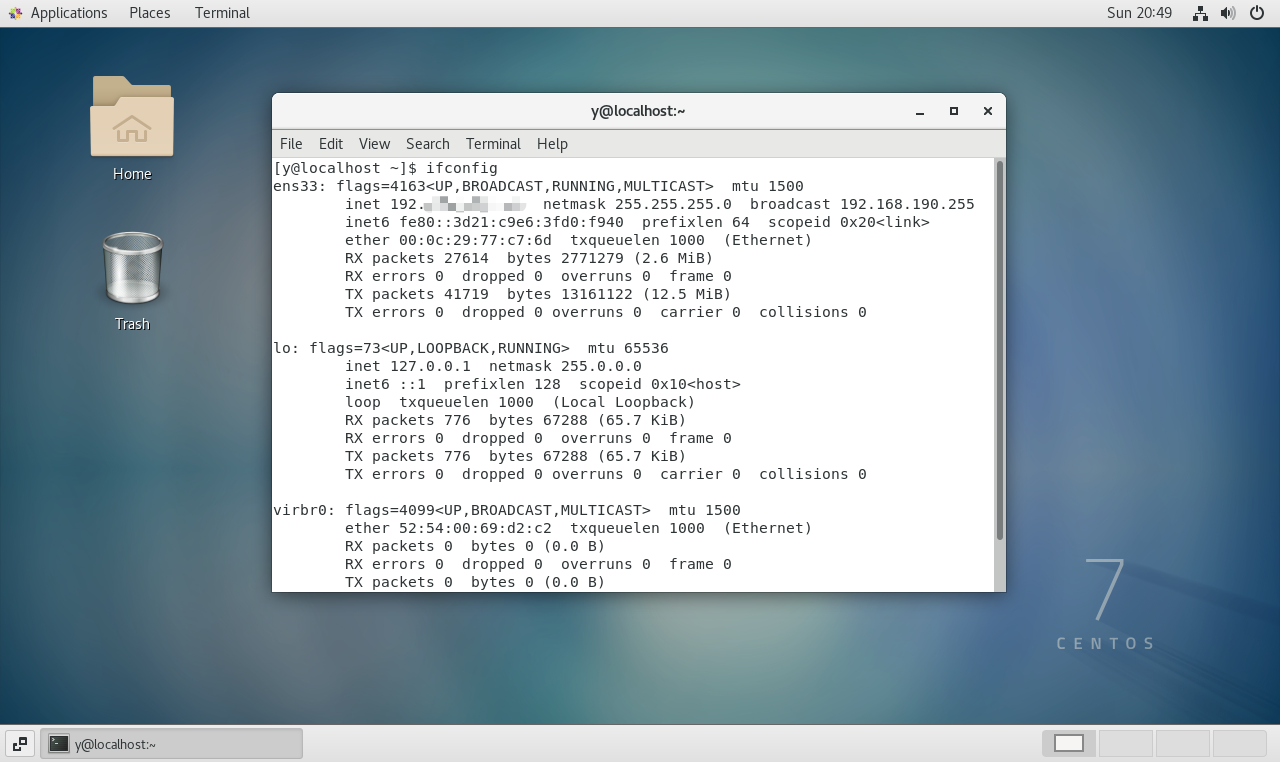 Applications Places Terminal Sun 20:49
Home
Trash
y@localhost:~
File Edit View Search Terminal Help
[y@localhost ~]$ ifconfig
ens33: flags=4163<UP,BROADCAST,RUNNING,MULTICAST>  mtu 1500
        inet 192.  netmask 255.255.255.0  broadcast 192.168.190.255
        inet6 fe80::3d21:c9e6:3fd0:f940  prefixlen 64  scopeid 0x20<link>
        ether 00:0c:29:77:c7:6d  txqueuelen 1000  (Ethernet)
        RX packets 27614  bytes 2771279 (2.6 MiB)
        RX errors 0  dropped 0  overruns 0  frame 0
        TX packets 41719  bytes 13161122 (12.5 MiB)
        TX errors 0  dropped 0 overruns 0  carrier 0  collisions 0
lo: flags=73<UP,LOOPBACK,RUNNING>  mtu 65536
        inet 127.0.0.1  netmask 255.0.0.0
        inet6 ::1  prefixlen 128  scopeid 0x10<host>
        loop  txqueuelen 1000  (Local Loopback)
        RX packets 776  bytes 67288 (65.7 KiB)
        RX errors 0  dropped 0  overruns 0  frame 0
        TX packets 776  bytes 67288 (65.7 KiB)
        TX errors 0  dropped 0 overruns 0  carrier 0  collisions 0
virbr0: flags=4099<UP,BROADCAST,MULTICAST>  mtu 1500
        ether 52:54:00:69:d2:c2  txqueuelen 1000  (Ethernet)
        RX packets 0  bytes 0 (0.0 B)
        RX errors 0  dropped 0  overruns 0  frame 0
        TX packets 0  bytes 0 (0.0 B)
7
CENTOS
y@localhost:~